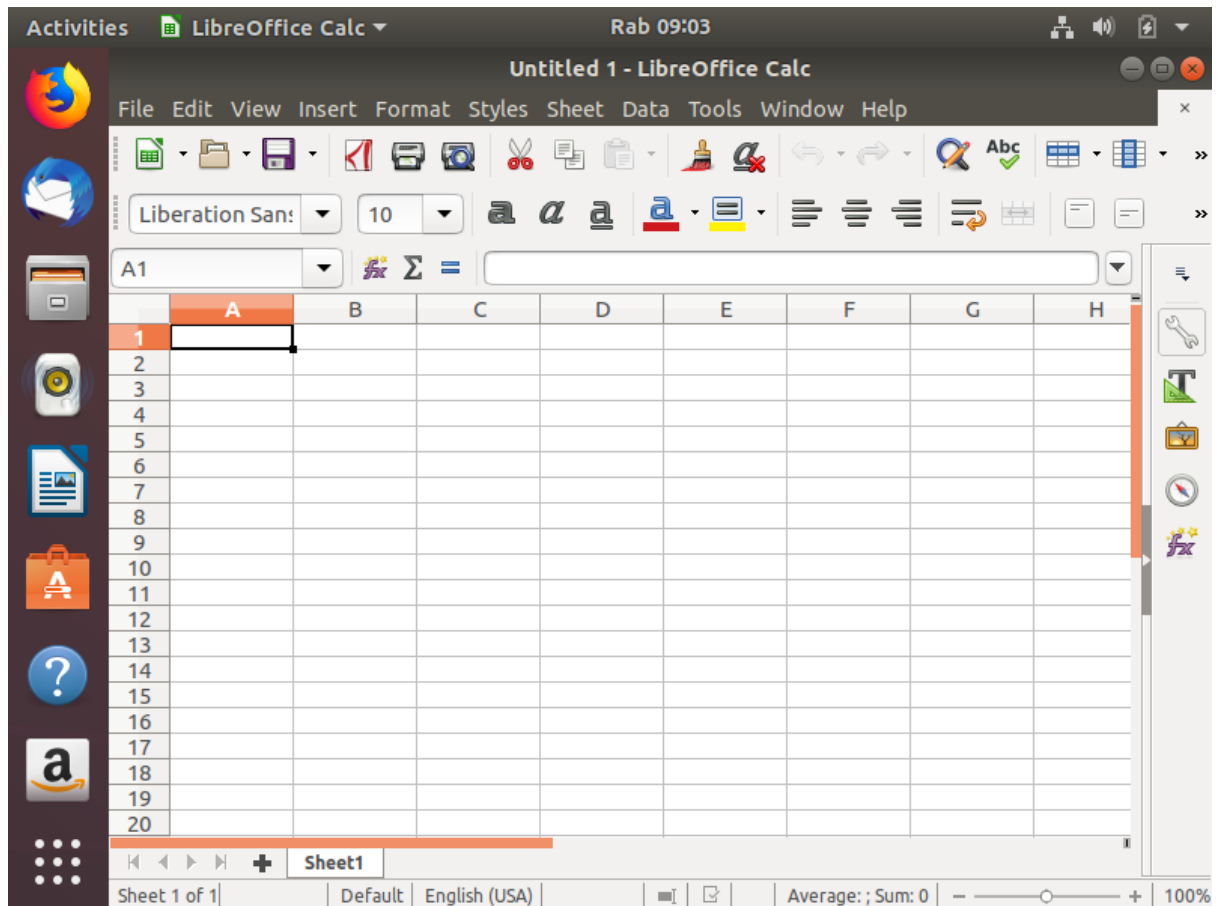 Activities LibreOffice Calc Rab 09:03
Untitled 1 - LibreOffice Calc
File Edit View Insert Format Styles Sheet Data Tools Window Help
Abc
Liberation Sans 10 a a a a
A1 fx Σ =
A B C D E F G H
1
2
3
4
5
6
7
8
9
10
11
12
13
14
15
16
17
18
19
20
Sheet1
Sheet 1 of 1 Default English (USA) Average: ; Sum: 0 100%